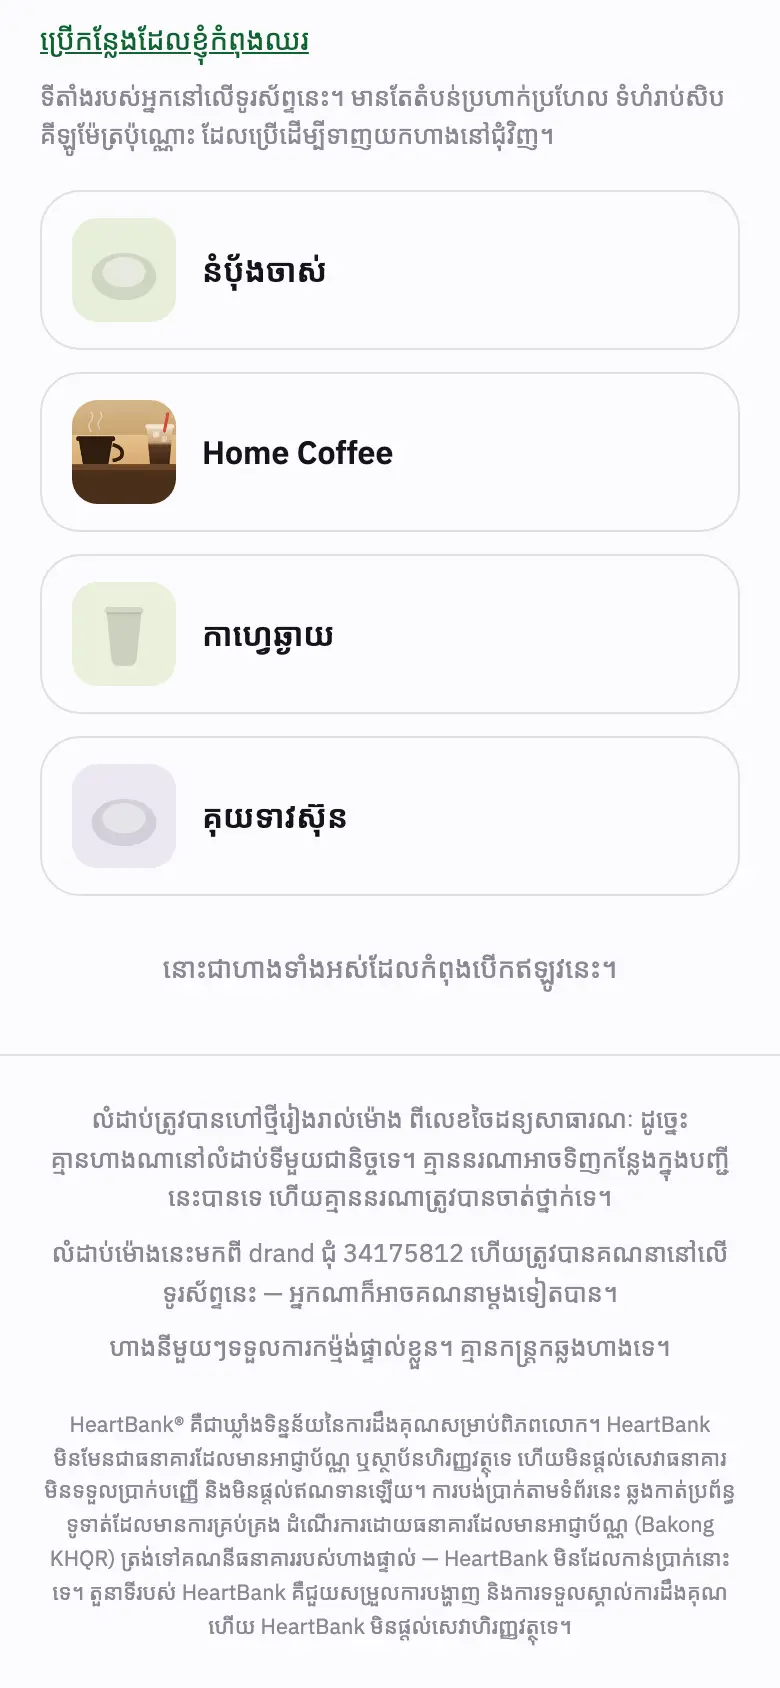 ប្រើកន្លែងដែលខ្ញុំកំពុងឈរ
ទីតាំងរបស់អ្នកនៅលើទូរស័ព្ទនេះ។ មានតែតំបន់ប្រហាក់ប្រហែល ទំហំរាប់សិប
គីឡូម៉ែត្រប៉ុណ្ណោះ ដែលប្រើដើម្បីទាញយកហាងនៅជុំវិញ។
នំប៉័ងចាស់
Home Coffee
កាហ្វេឆ្ងាយ
គុយទាវស៊ុន
នោះជាហាងទាំងអស់ដែលកំពុងបើកឥឡូវនេះ។
លំដាប់ត្រូវបានហៅថ្មីរៀងរាល់ម៉ោង ពីលេខចៃដន្យសាធារណៈ ដូច្នេះ
គ្មានហាងណានៅលំដាប់ទីមួយជានិច្ចទេ។ គ្មាននរណាអាចទិញកន្លែងក្នុងបញ្ជី
នេះបានទេ ហើយគ្មាននរណាត្រូវបានចាត់ថ្នាក់ទេ។
លំដាប់ម៉ោងនេះមកពី drand ជុំ 34175812 ហើយត្រូវបានគណនានៅលើ
ទូរស័ព្ទនេះ — អ្នកណាក៏អាចគណនាម្ដងទៀតបាន។
ហាងនីមួយៗទទួលការកម្ម៉ង់ផ្ទាល់ខ្លួន។ គ្មានកន្ត្រកឆ្លងហាងទេ។
HeartBank® គឺជាឃ្លាំងទិន្នន័យនៃការដឹងគុណសម្រាប់ពិភពលោក។ HeartBank
មិនមែនជាធនាគារដែលមានអាជ្ញាប័ណ្ណ ឬស្ថាប័នហិរញ្ញវត្ថុទេ ហើយមិនផ្តល់សេវាធនាគារ
មិនទទួលប្រាក់បញ្ញើ និងមិនផ្តល់ឥណទានឡើយ។ ការបង់ប្រាក់តាមទំព័រនេះ ឆ្លងកាត់ប្រព័ន្ធ
ទូទាត់ដែលមានការគ្រប់គ្រង ដំណើរការដោយធនាគារដែលមានអាជ្ញាប័ណ្ណ (Bakong
KHQR) ត្រង់ទៅគណនីធនាគាររបស់ហាងផ្ទាល់ — HeartBank មិនដែលកាន់ប្រាក់នោះ
ទេ។ តួនាទីរបស់ HeartBank គឺជួយសម្រួលការបង្ហាញ និងការទទួលស្គាល់ការដឹងគុណ
ហើយ HeartBank មិនផ្តល់សេវាហិរញ្ញវត្ថុទេ។